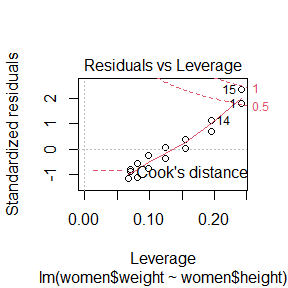 Residuals vs Leverage
Standardized residuals
2
1
0
-1
15
1
14
1
0.5
Cook's distance
0.00
0.10
0.20
Leverage
lm(women$weight ~ women$height)